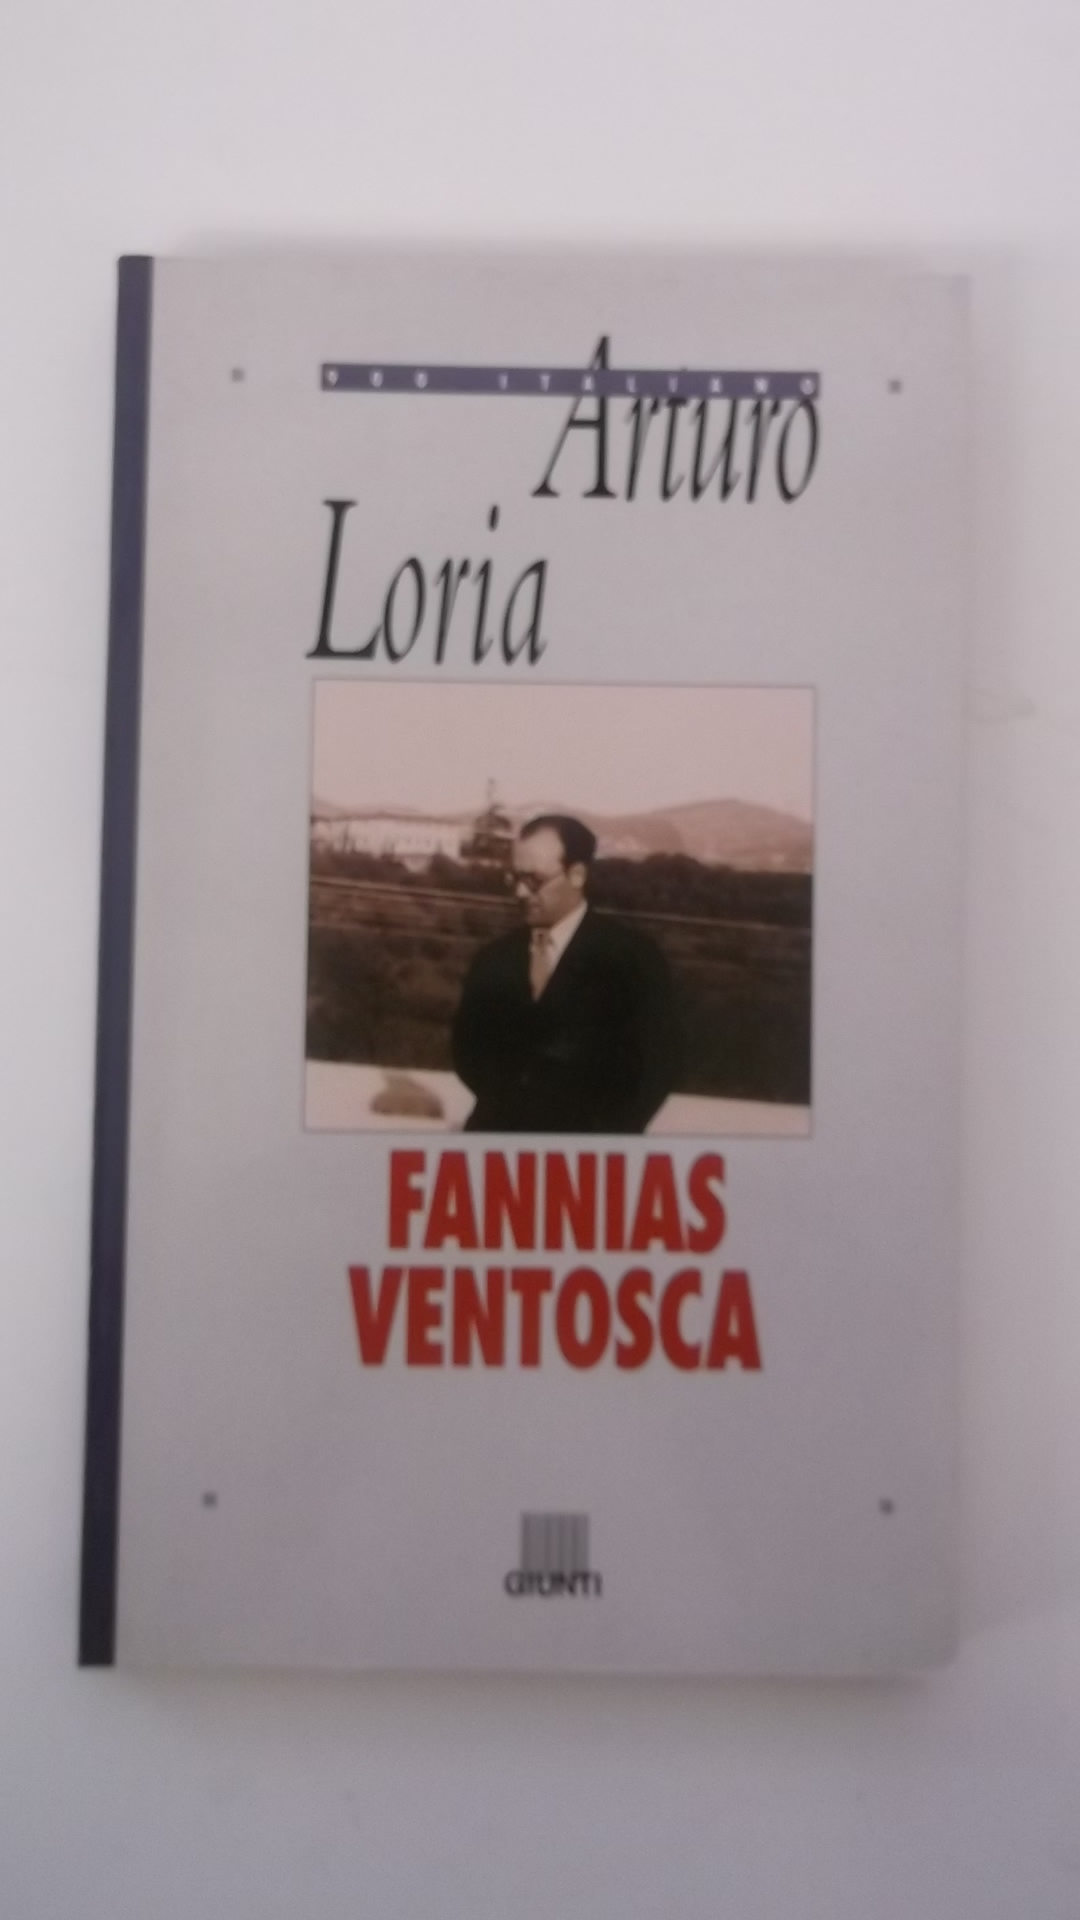 900 ITALIANO
Arturo
Loria
FANNIAS
VENTOSCA
GIUNTI